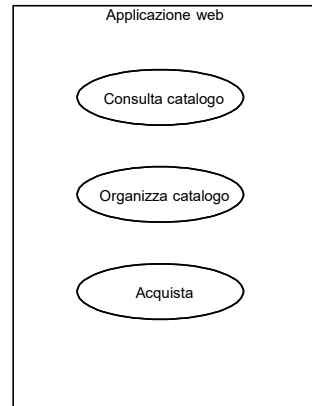 Applicazione web
Consulta catalogo
Organizza catalogo
Acquista